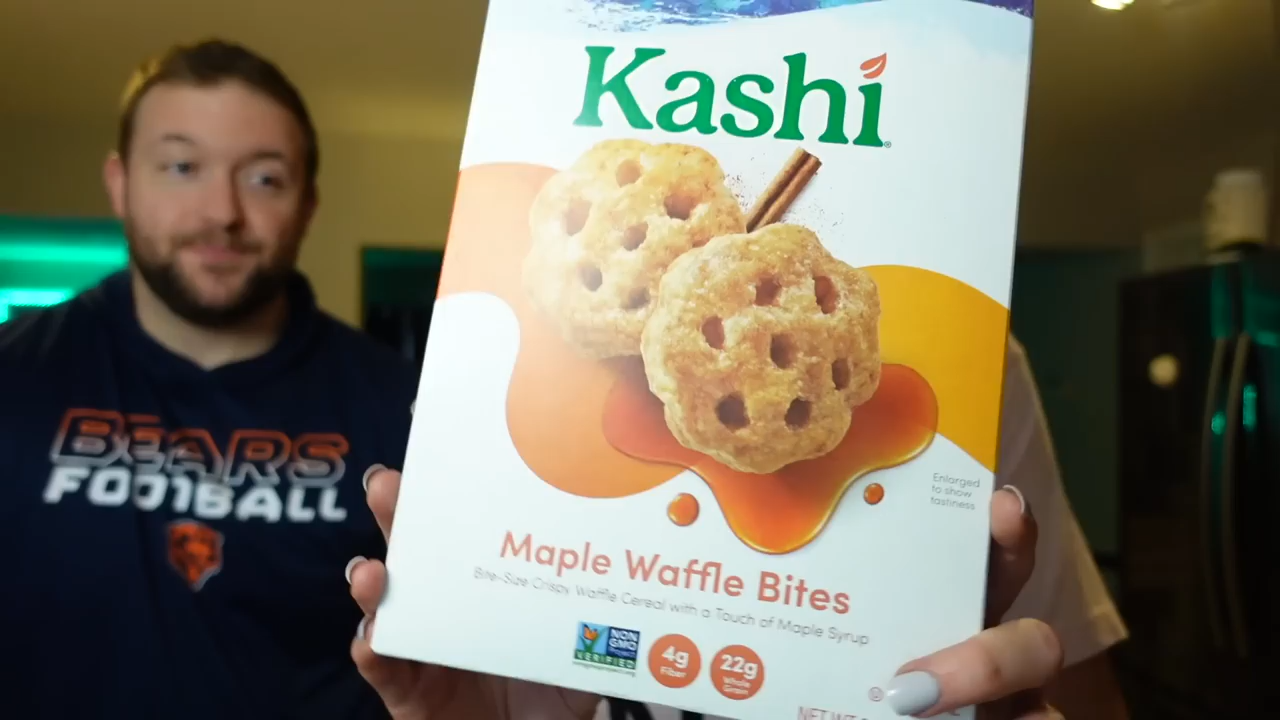 Kashi
BEARS
FOOTBALL
Enlarged
to show
tastiness
Maple Waffle Bites
Bite-Size Crispy Waffle Cereal with a Touch of Maple Syrup
NON
GMO
PROJECT
VERIFIED
4g
Fiber
22g
Whole
Grain
NET WT